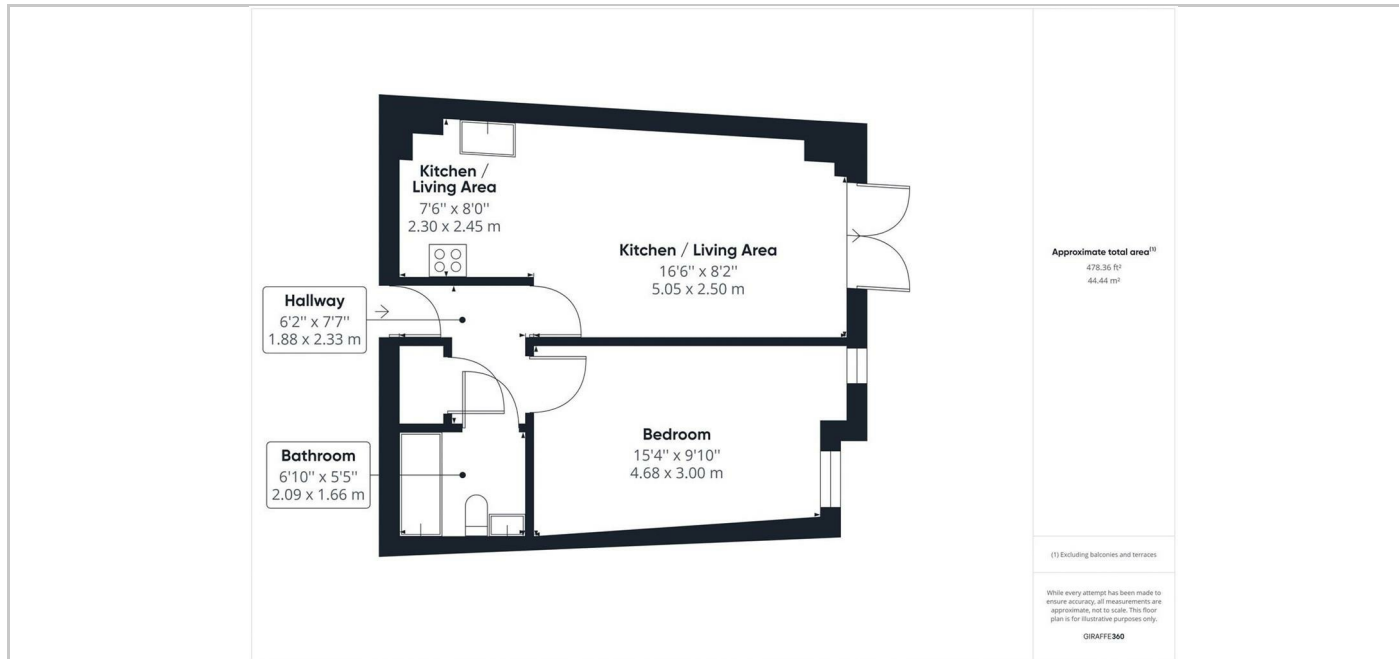 Kitchen /
Living Area
7'6" x 8'0"
2.30 x 2.45 m
Kitchen / Living Area
16'6" x 8'2"
5.05 x 2.50 m
Hallway
6'2" x 7'7"
1.88 x 2.33 m
Bedroom
15'4" x 9'10"
4.68 x 3.00 m
Bathroom
6'10" x 5'5"
2.09 x 1.66 m
Approximate total area(1)
478.36 ft²
44.44 m²
(1) Excluding balconies and terraces
While every attempt has been made to
ensure accuracy, all measurements are
approximate, not to scale. This floor
plan is for illustrative purposes only.
GIRAFFE360